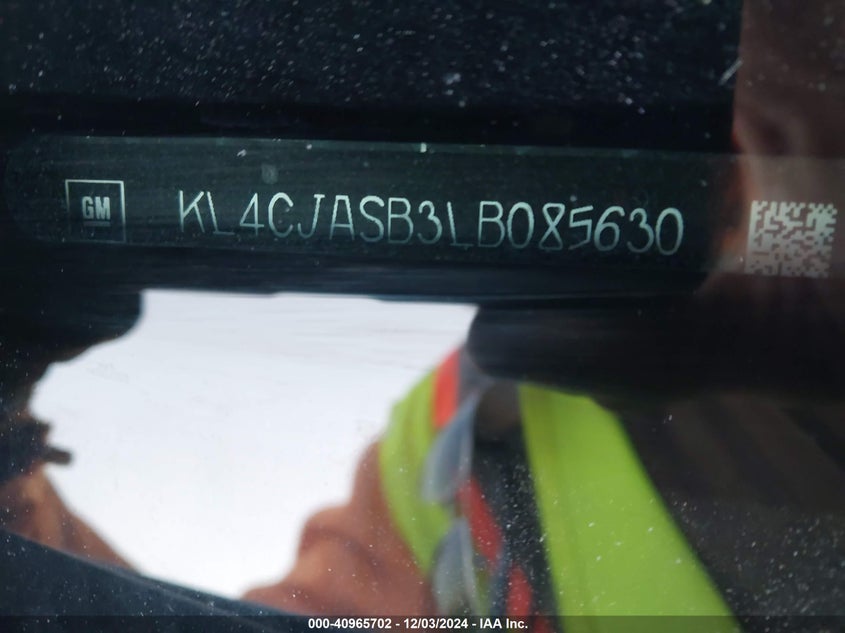 GM KL4CJASB3LB085630
000-40965702 - 12/03/2024 - IAA Inc.